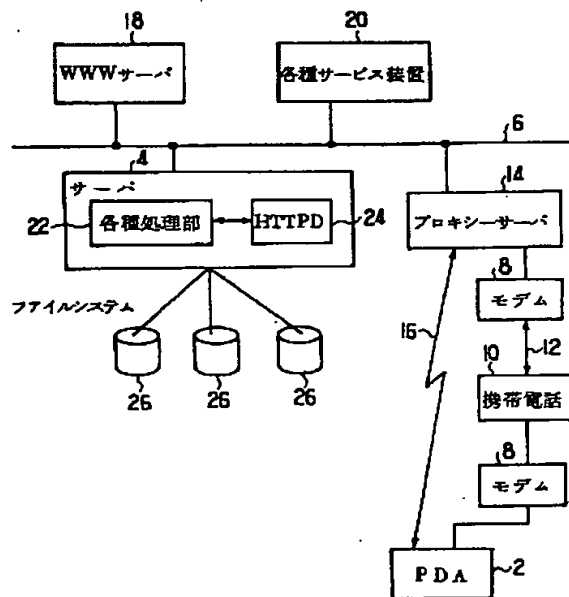 18
20
WWWサーバ
各種サービス装置
6
4
14
サーバ
22
各種処理部
HTTPD
24
プロキシーサーバ
8
モデム
ファイルシステム
16
12
10
26
26
26
携帯電話
8
モデム
PDA
2